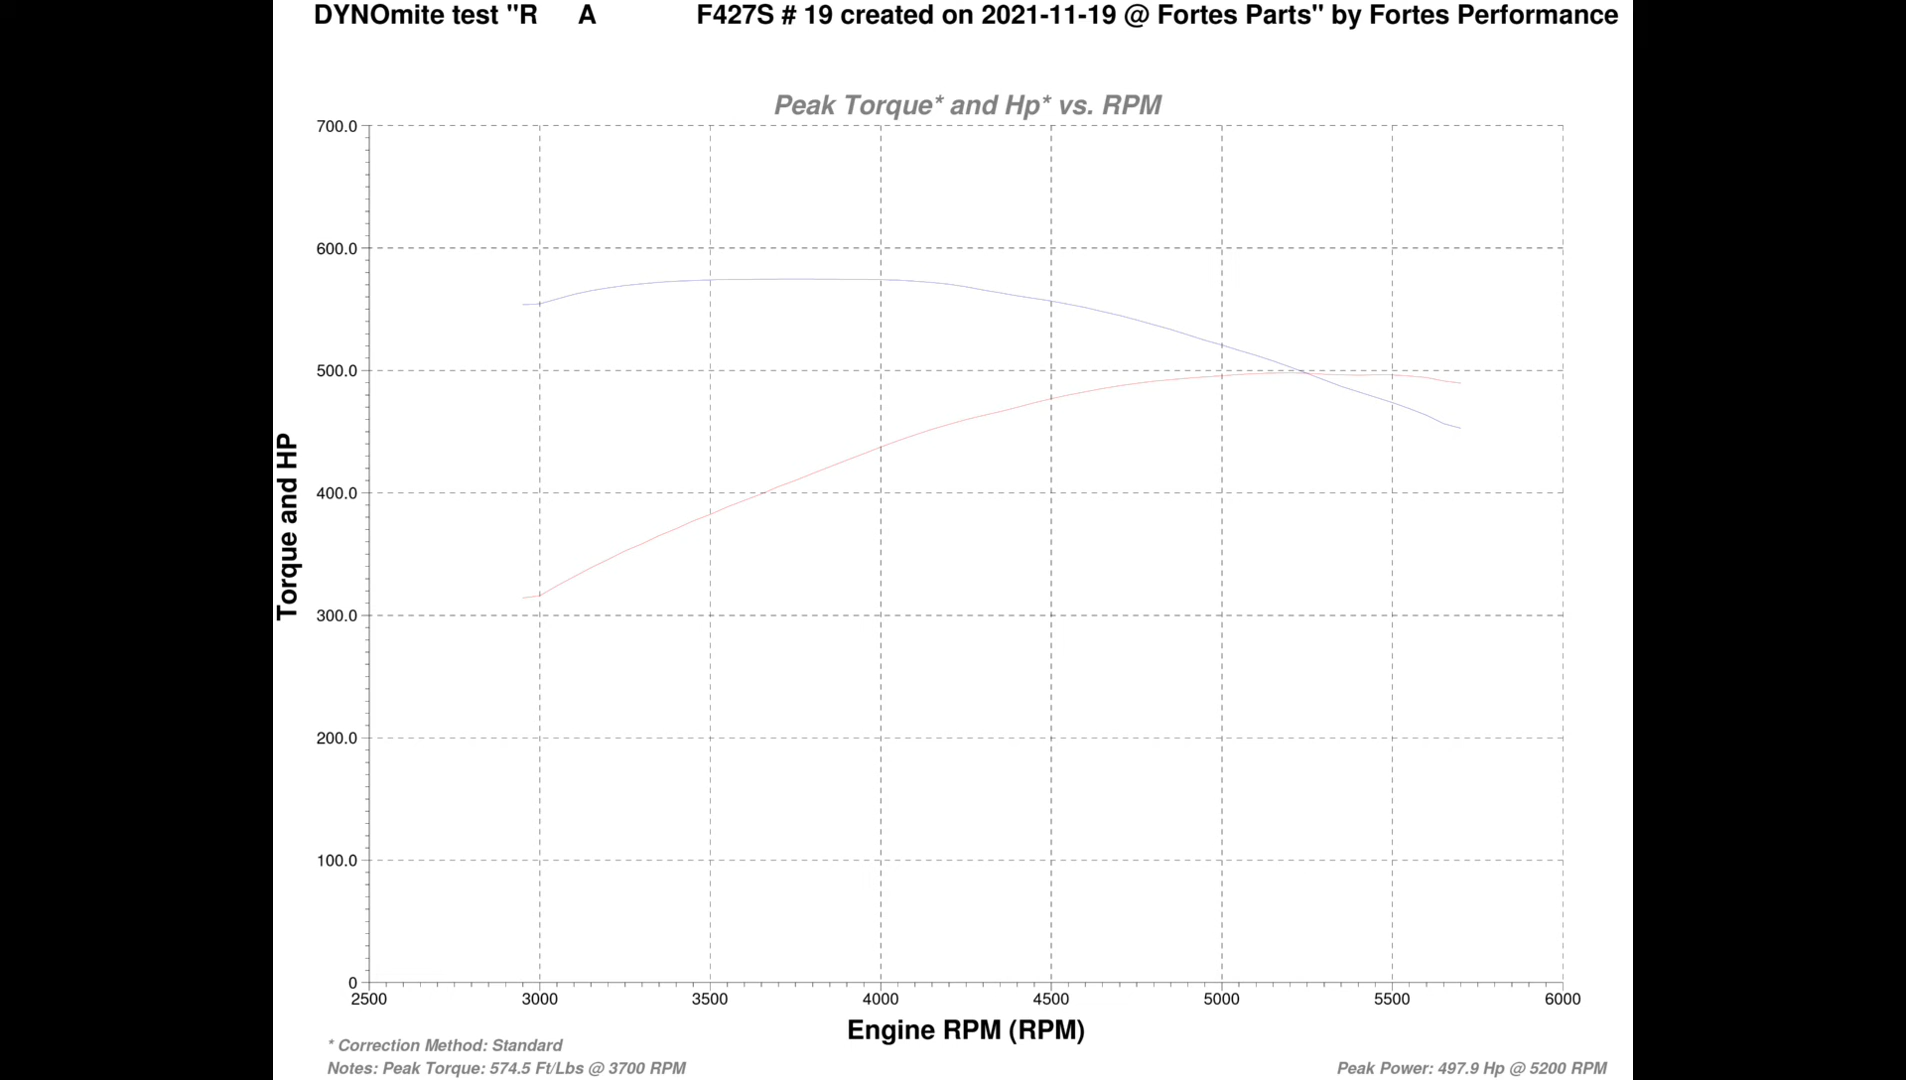 DYNOmite test "R A F427S # 19 created on 2021-11-19 @ Fortes Parts" by Fortes Performance
Peak Torque* and Hp* vs. RPM
700.0
600.0
500.0
400.0
300.0
200.0
100.0
0
Torque and HP
2500 3000 3500 4000 4500 5000 5500 6000
Engine RPM (RPM)
* Correction Method: Standard
Notes: Peak Torque: 574.5 Ft/Lbs @ 3700 RPM
Peak Power: 497.9 Hp @ 5200 RPM